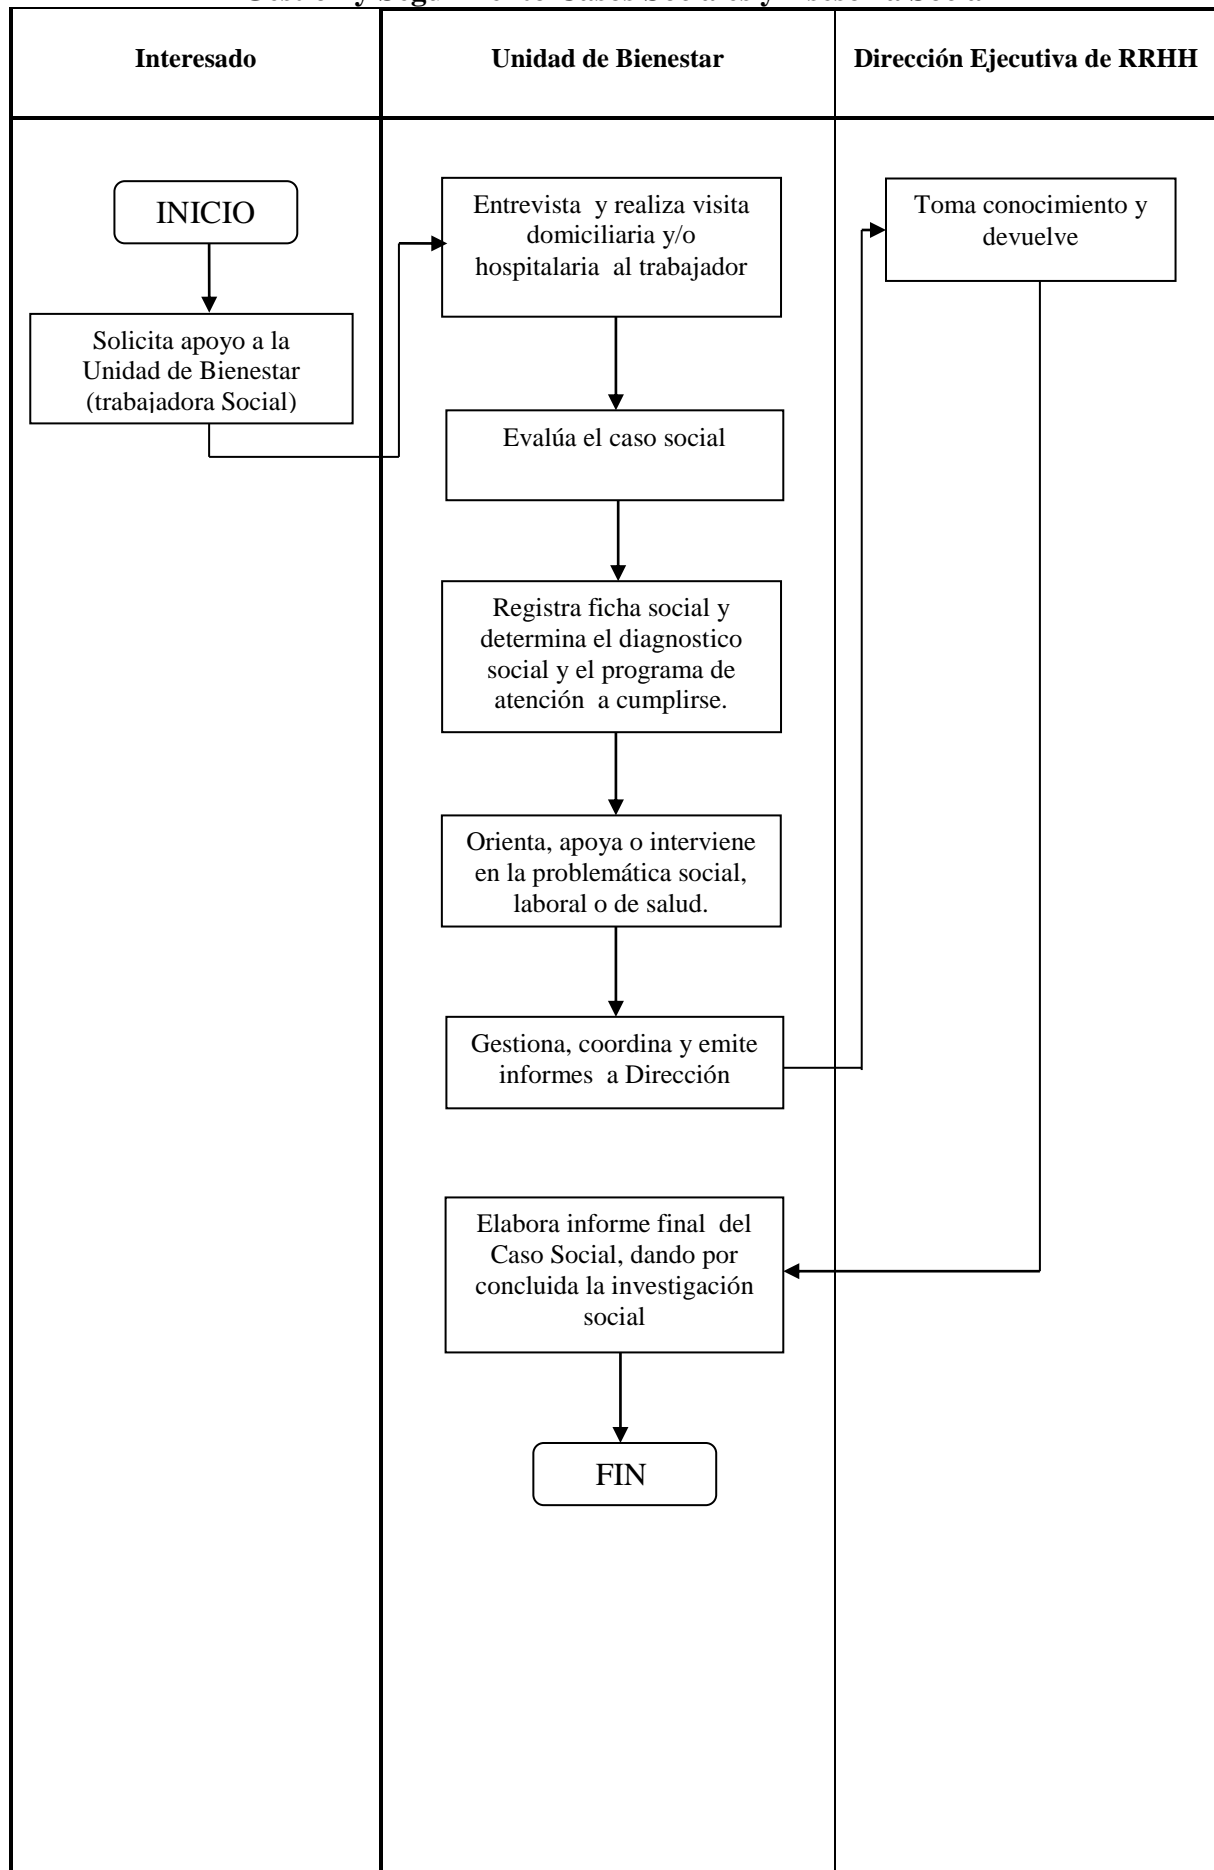 Interesado
Unidad de Bienestar
Dirección Ejecutiva de RRHH
INICIO
Solicita apoyo a la
Unidad de Bienestar
(trabajadora Social)
Entrevista y realiza visita
domiciliaria y/o
hospitalaria al trabajador
Evalúa el caso social
Registra ficha social y
determina el diagnostico
social y el programa de
atención a cumplirse.
Orienta, apoya o interviene
en la problemática social,
laboral o de salud.
Gestiona, coordina y emite
informes a Dirección
Toma conocimiento y
devuelve
Elabora informe final del
Caso Social, dando por
concluida la investigación
social
FIN